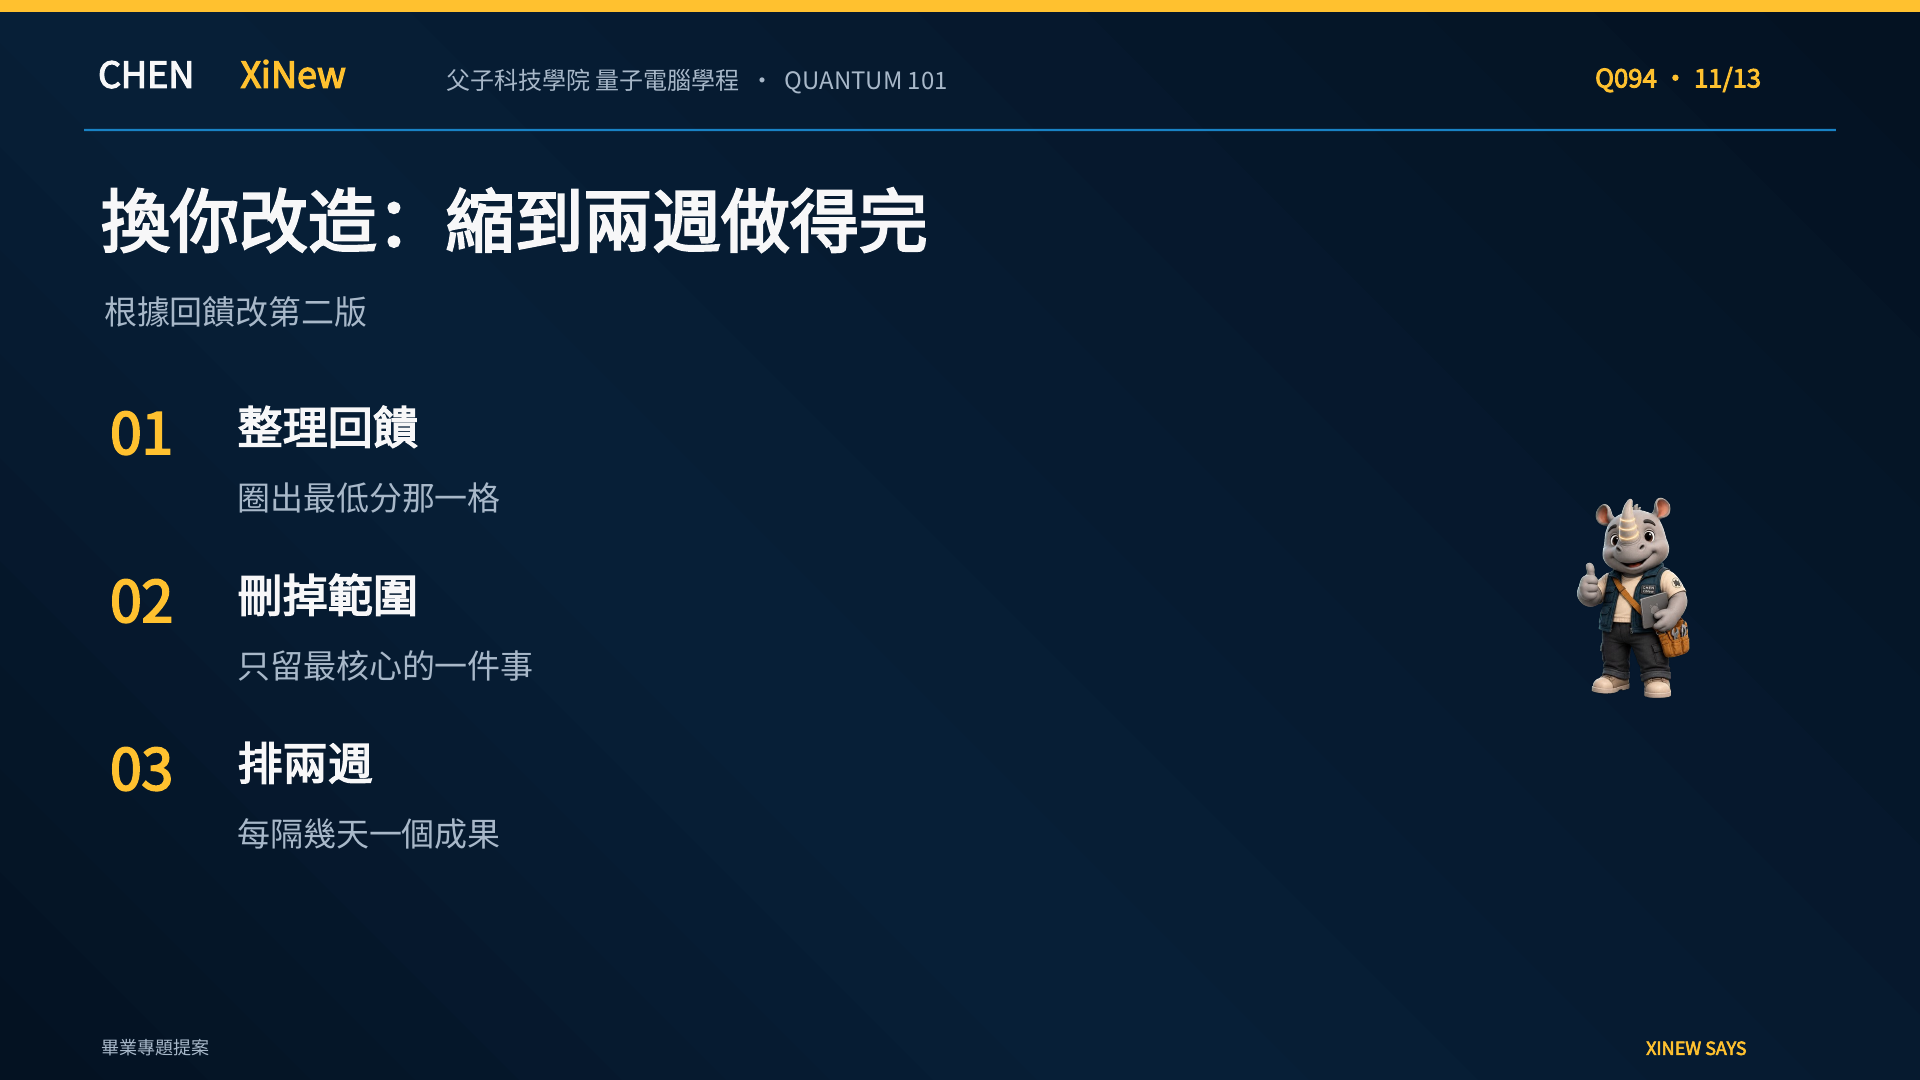 CHEN XiNew 父子科技學院 量子電腦學程 · QUANTUM 101 Q094 · 11/13
換你改造：縮到兩週做得完
根據回饋改第二版
01 整理回饋
圈出最低分那一格
02 刪掉範圍
只留最核心的一件事
03 排兩週
每隔幾天一個成果
畢業專題提案 XINEW SAYS